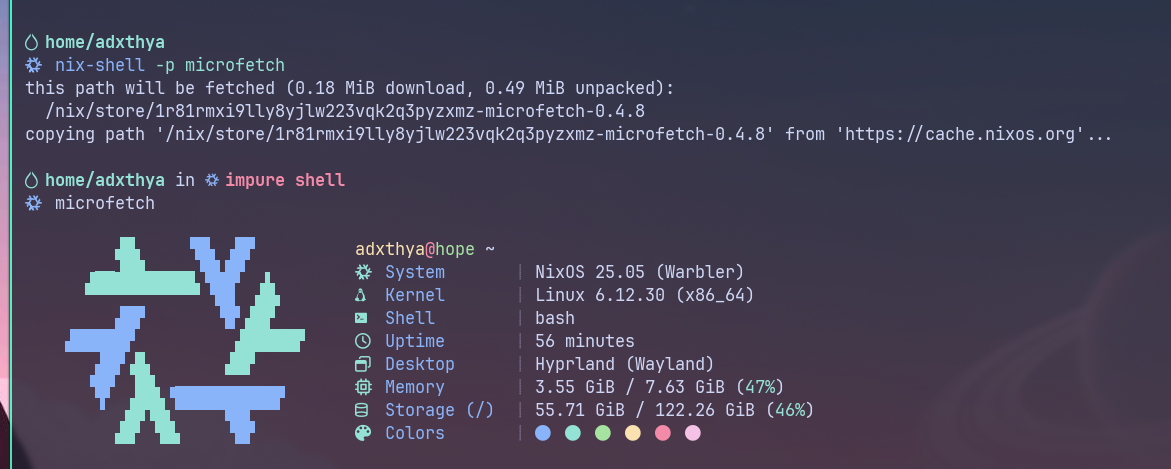 home/adxthya
nix-shell -p microfetch
this path will be fetched (0.18 MiB download, 0.49 MiB unpacked):
/nix/store/1r81rmxi9lly8yjlw223vqk2q3pyzxmz-microfetch-0.4.8
copying path '/nix/store/1r81rmxi9lly8yjlw223vqk2q3pyzxmz-microfetch-0.4.8' from 'https://cache.nixos.org'...
home/adxthya in impure shell
microfetch
adxthya@hope ~
System | NixOS 25.05 (Warbler)
Kernel | Linux 6.12.30 (x86_64)
Shell | bash
Uptime | 56 minutes
Desktop | Hyprland (Wayland)
Memory | 3.55 GiB / 7.63 GiB (47%)
Storage (/) | 55.71 GiB / 122.26 GiB (46%)
Colors |